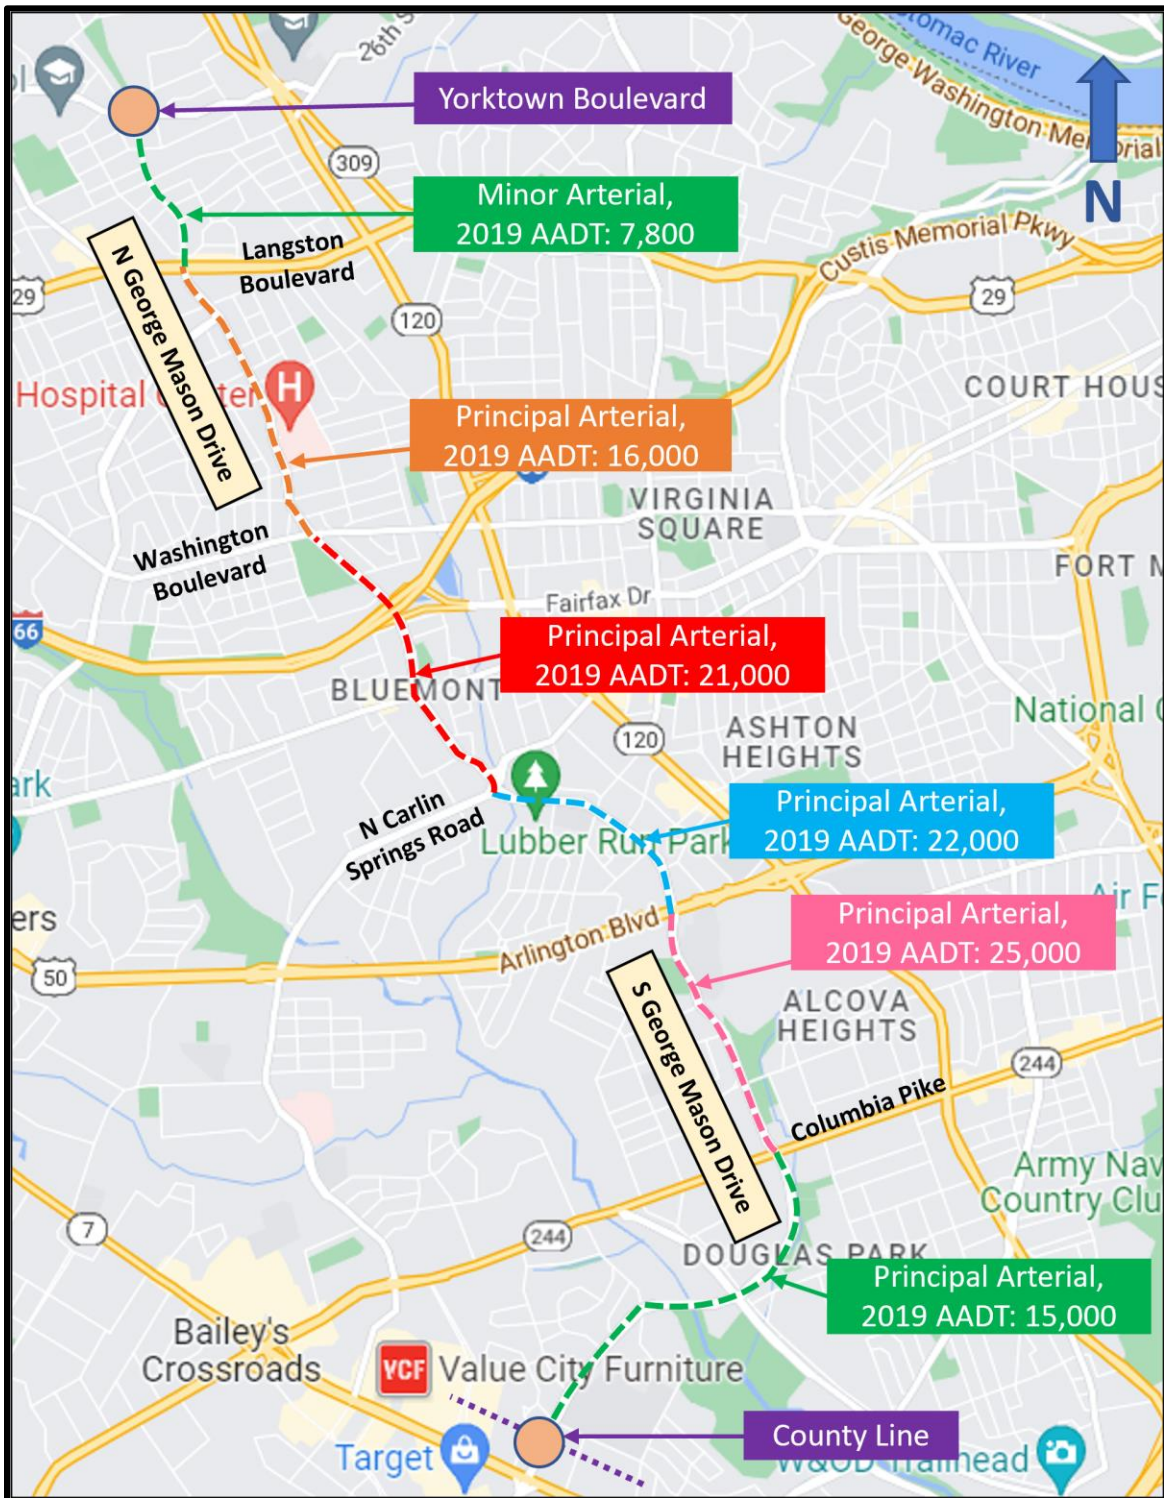 26th S
Potomac River
George Washington Memorial
Yorktown Boulevard
309
Minor Arterial,
2019 AADT: 7,800
N
Langston
Boulevard
Custis Memorial Pkwy
29
29
N George Mason Drive
120
Hospital Center
H
COURT HOUS
Principal Arterial,
2019 AADT: 16,000
VIRGINIA
SQUARE
Washington
Boulevard
FORT M
Fairfax Dr
66
Principal Arterial,
2019 AADT: 21,000
BLUEMONT
National C
ASHTON
HEIGHTS
120
ark
N Carlin
Springs Road
Lubber Run Park
Principal Arterial,
2019 AADT: 22,000
Air F
ers
Arlington Blvd
Principal Arterial,
2019 AADT: 25,000
50
S George Mason Drive
ALCOVA
HEIGHTS
244
Columbia Pike
Army Nav
Country Clu
7
244
DOUGLAS PARK
Principal Arterial,
2019 AADT: 15,000
Bailey's
Crossroads
VCF
Value City Furniture
County Line
Target
W&OD Trailhead